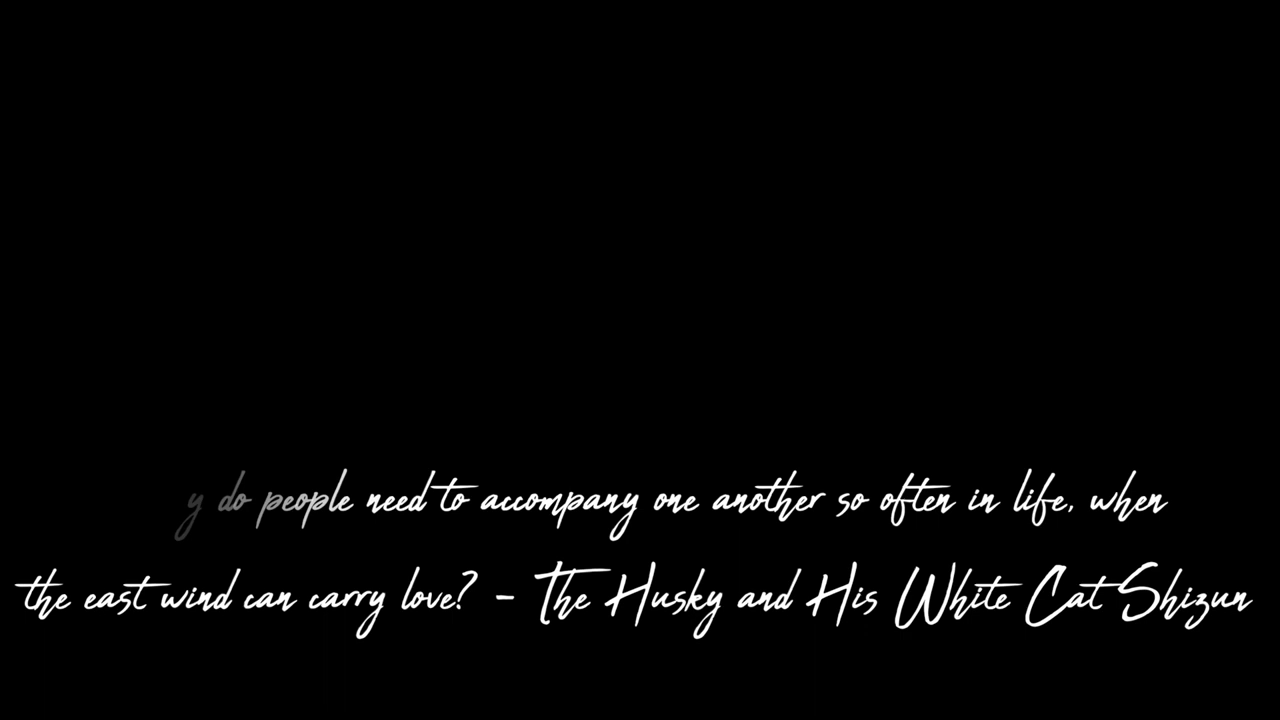 y do people need to accompany one another so often in life, when
the east wind can carry love? - The Husky and His White Cat Shizun